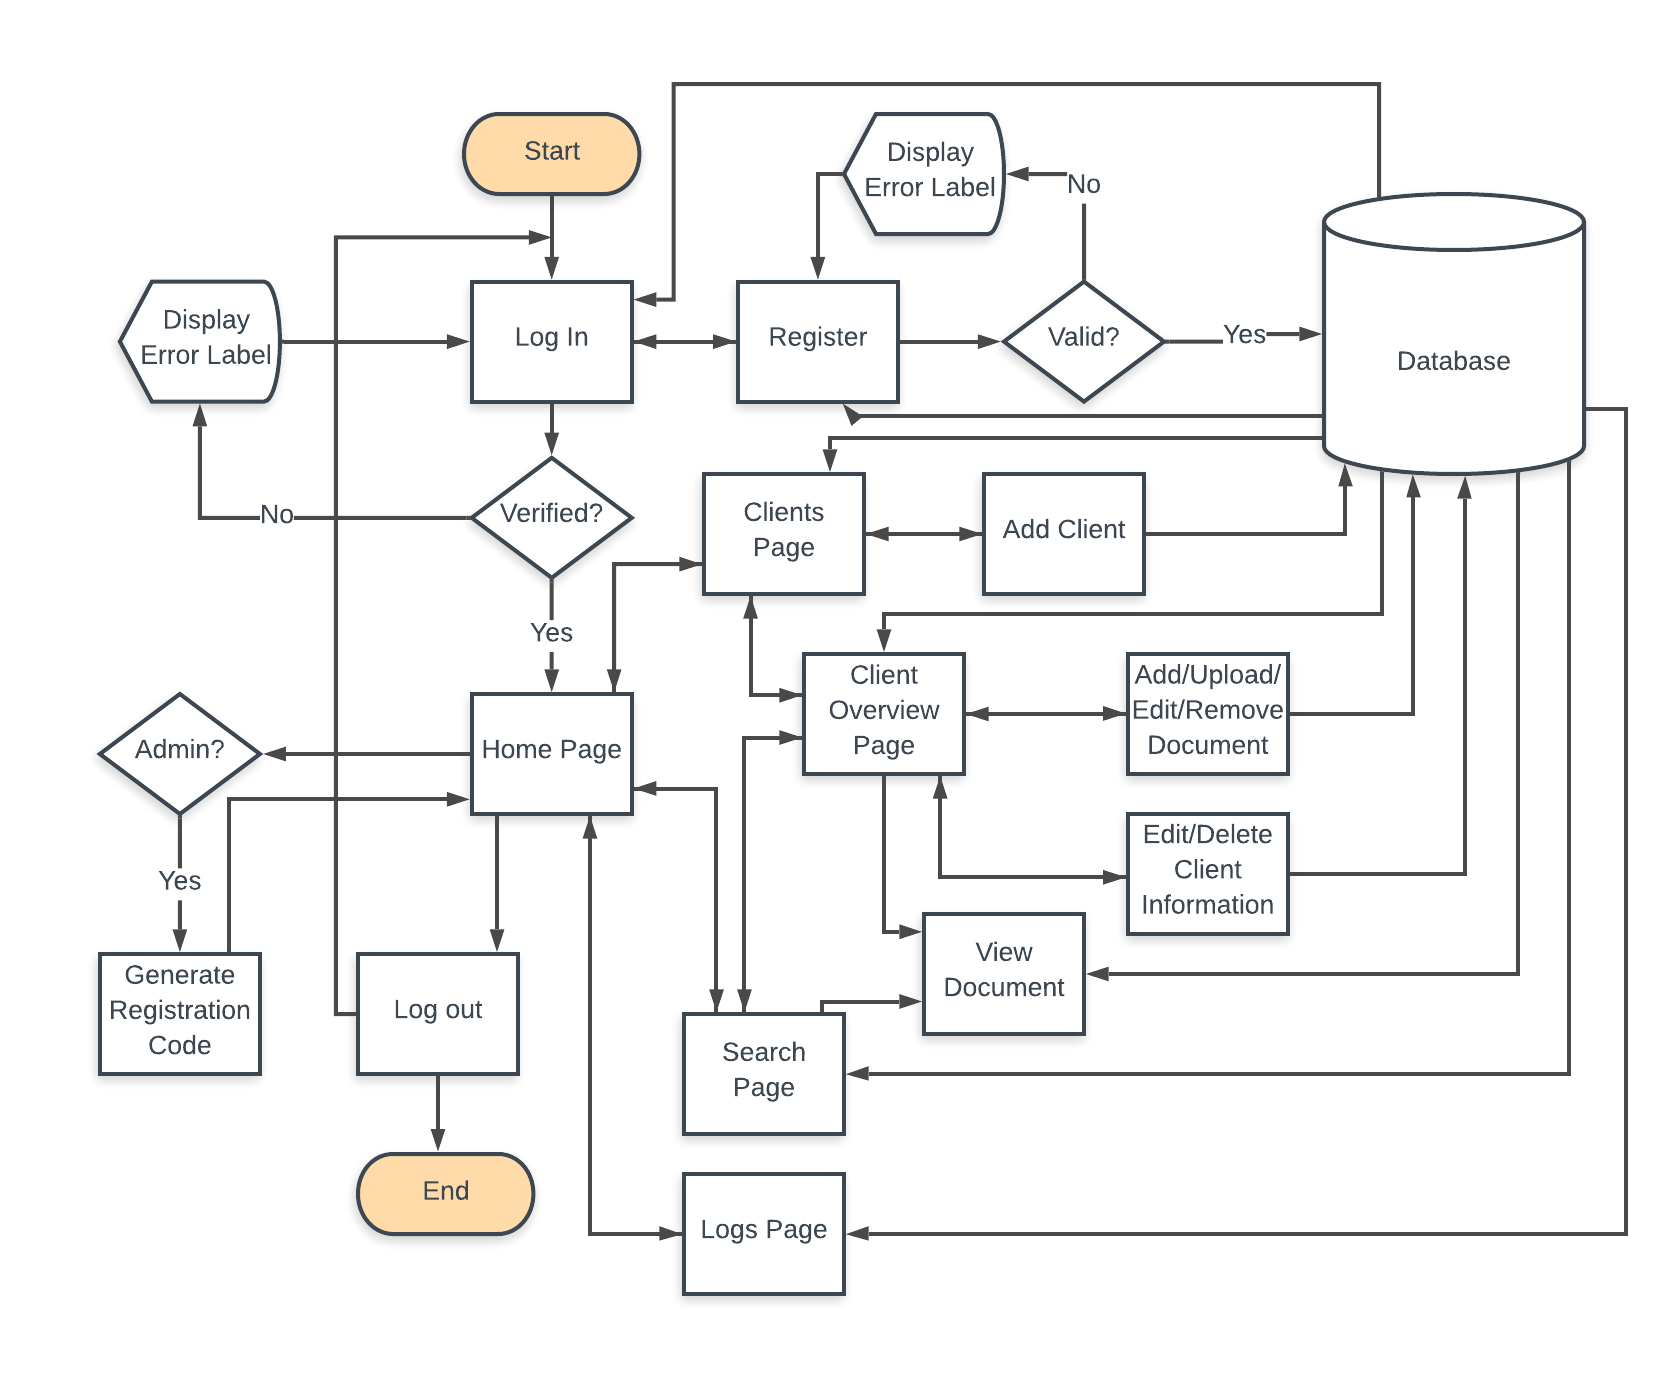 Start
Display
Error Label
No
Display
Error Label
Log In
Register
Valid?
Yes
Database
No
Verified?
Clients
Page
Add Client
Yes
Client
Overview
Page
Add/Upload/
Edit/Remove
Document
Admin?
Home Page
Edit/Delete
Client
Information
Yes
View
Document
Generate
Registration
Code
Log out
Search
Page
End
Logs Page